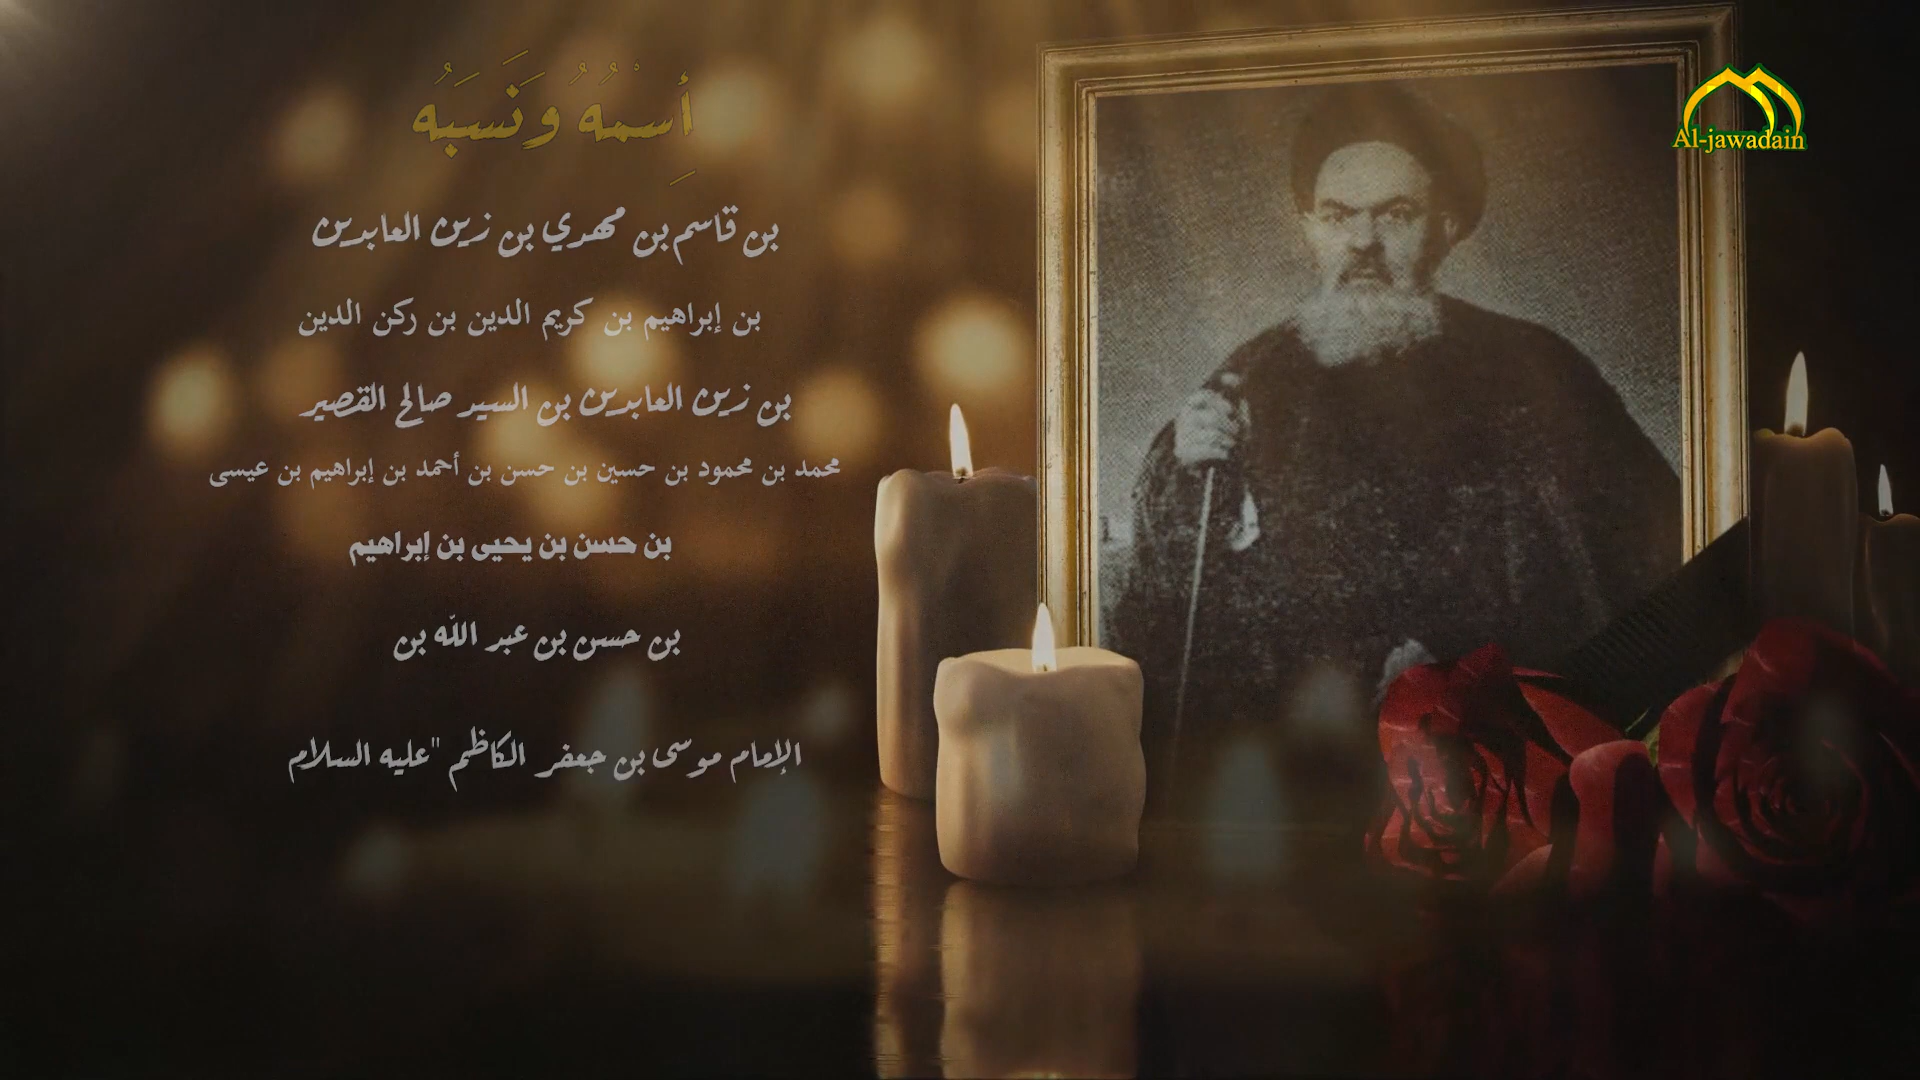 أِسْمُهُ وَنَسَبَهُ
بن قاسم بن مهدي بن زين العابدين
بن إبراهيم بن كريم الدين بن ركن الدين
بن زين العابدين بن السيد صالح القصير
محمد بن محمود بن حسين بن حسن بن أحمد بن إبراهيم بن عيسى
بن حسن بن يحيى بن إبراهيم
بن حسن بن عبد الله بن
الإمام موسى بن جعفر الكاظم "عليه السلام
Al-jawadain